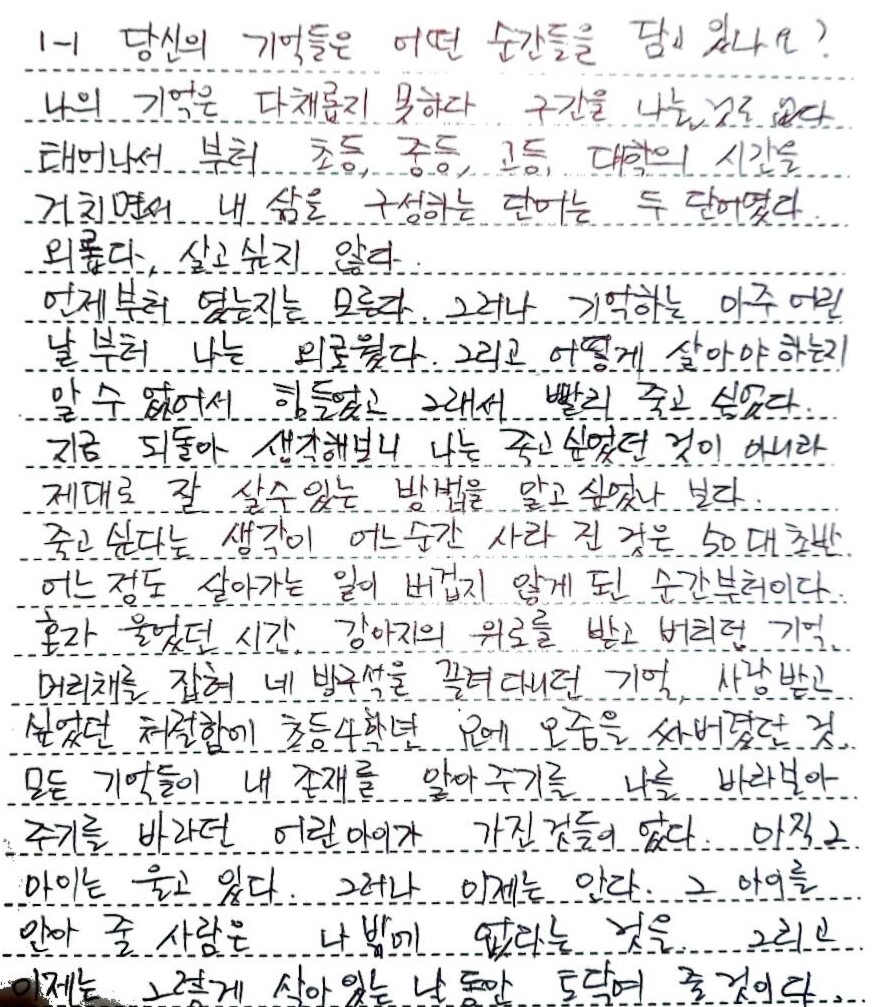 1-1 당신의 기억들은 어떤 순간들을 담고 있나요?
나의 기억은 다채롭지 못하다 구간을 나눌 것도 없다
태어나서 부터 초등, 중등, 고등, 대학의 시간을
거치면서 내 삶을 구성하는 단어는 두 단어였다.
외롭다, 살고 싶지 않다.
언제부터 였는지는 모른다. 그러나 기억하는 아주 어린
날 부터 나는 외로웠다. 그리고 어떻게 살아야 하는지
알 수 없어서 힘들었고 그래서 빨리 죽고 싶었다.
지금 되돌아 생각해보니 나는 죽고싶었던 것이 아니라
제대로 잘 살수있는 방법을 알고 싶었나 보다.
죽고 싶다는 생각이 어느순간 사라 진 것은 50대 초반.
어느 정도 살아가는 일이 버겁지 않게 된 순간부터이다.
혼자 울었던 시간, 강아지의 위로를 받고 버티던 기억,
머리채를 잡혀 네 방구석을 끌려 다니던 기억, 사랑 받고
싶었던 처절함에 초등4학년 요에 오줌을 싸버렸던 것,
모든 기억들이 내 존재를 알아 주기를 나를 바라보아
주기를 바라던 어린아이가 가진 것들이 었다. 아직 그
아이는 울고 있다. 그러나 이제는 안다. 그 아이를
안아 줄 사람은 나 밖에 없다는 것을. 그리고
이제는 그렇게 살아 있는 날 동안 토닥여 줄 것이다..